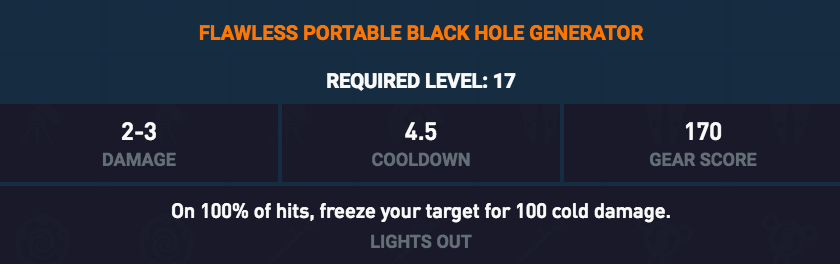 FLAWLESS PORTABLE BLACK HOLE GENERATOR
REQUIRED LEVEL: 17
2-3 4.5 170
DAMAGE COOLDOWN GEAR SCORE
On 100% of hits, freeze your target for 100 cold damage.
LIGHTS OUT